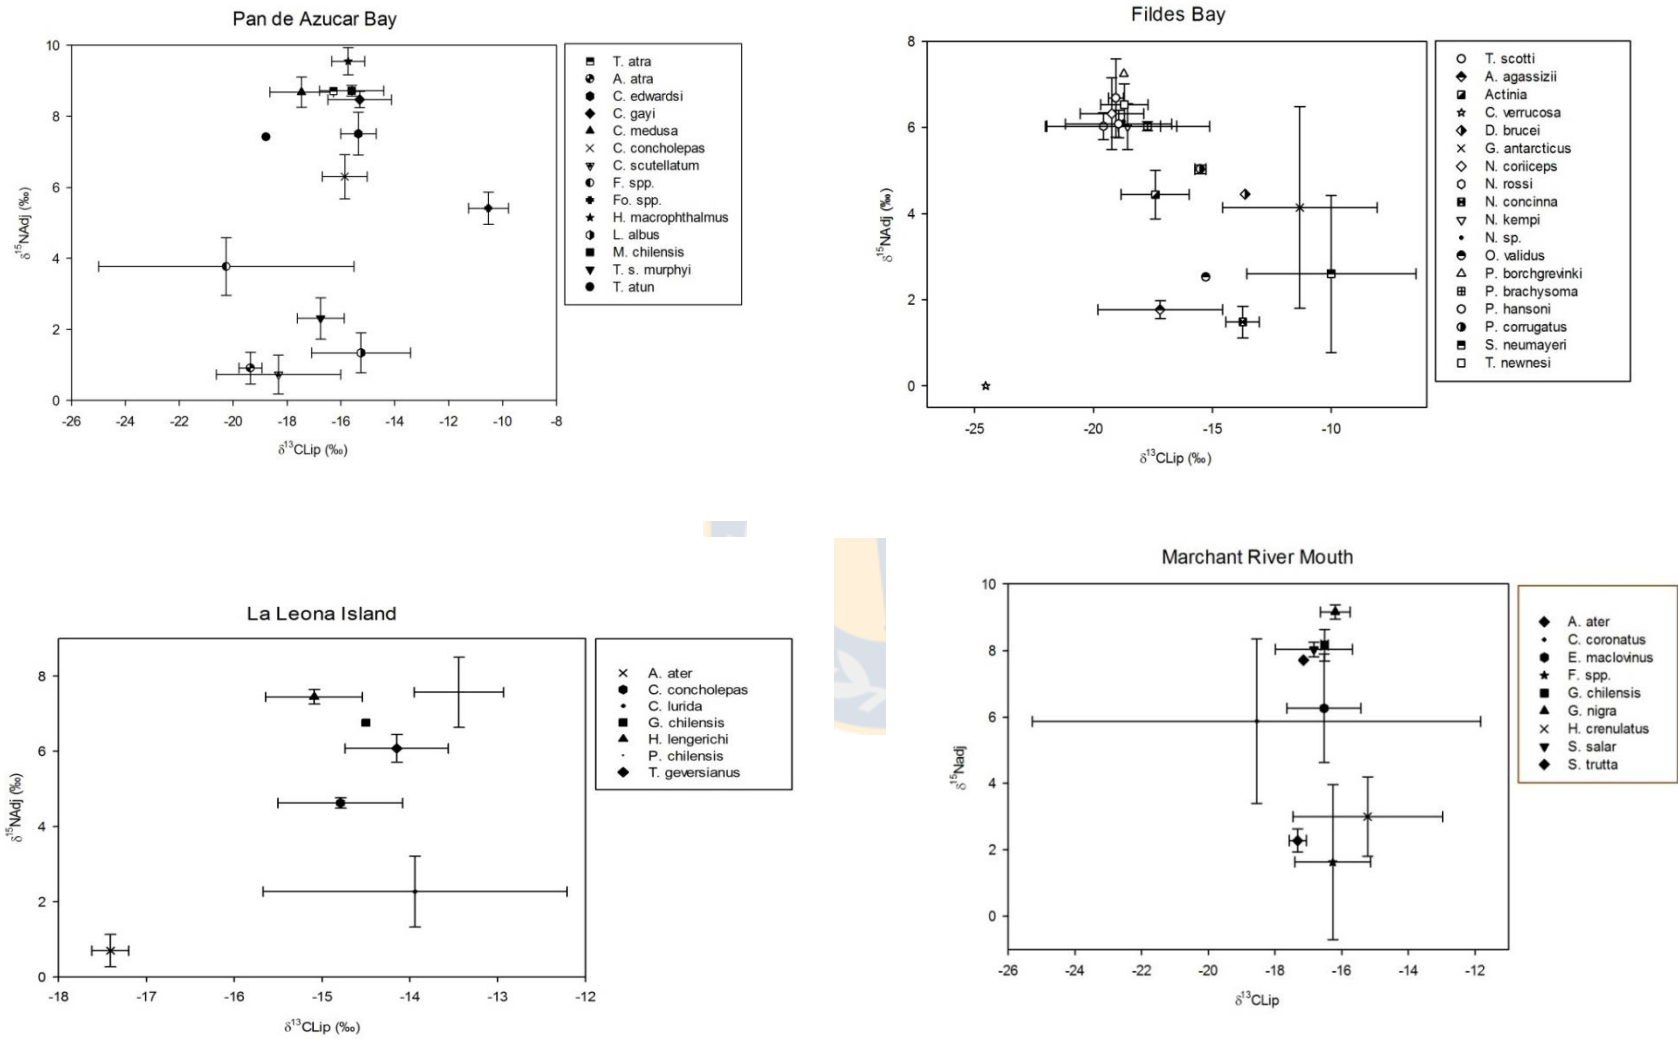 Pan de Azucar Bay
10
8
6
4
2
0
δ15NAdj (‰)
-26 -24 -22 -20 -18 -16 -14 -12 -10 -8
δ13CLip (‰)
T. atra
A. atra
C. edwardsi
C. gayi
C. medusa
C. concholepas
C. scutellatum
F. spp.
Fo. spp.
H. macrophthalmus
L. albus
M. chilensis
T. s. murphyi
T. atun
Fildes Bay
8
6
4
2
0
δ15NAdj (‰)
-25 -20 -15 -10
δ13CLip (‰)
T. scotti
A. agassizii
Actinia
C. verrucosa
D. brucei
G. antarcticus
N. coriiceps
N. rossi
N. concinna
N. kempi
N. sp.
O. validus
P. borchgrevinki
P. brachysoma
P. hansoni
P. corrugatus
S. neumayeri
T. newnesi
La Leona Island
8
6
4
2
0
δ15NAdj (‰)
-18 -17 -16 -15 -14 -13 -12
δ13CLip (‰)
A. ater
C. concholepas
C. lurida
G. chilensis
H. lengerichi
P. chilensis
T. geversianus
Marchant River Mouth
10
8
6
4
2
0
δ15Nadj
-26 -24 -22 -20 -18 -16 -14 -12
δ13CLip
A. ater
C. coronatus
E. maclovinus
F. spp.
G. chilensis
G. nigra
H. crenulatus
S. salar
S. trutta